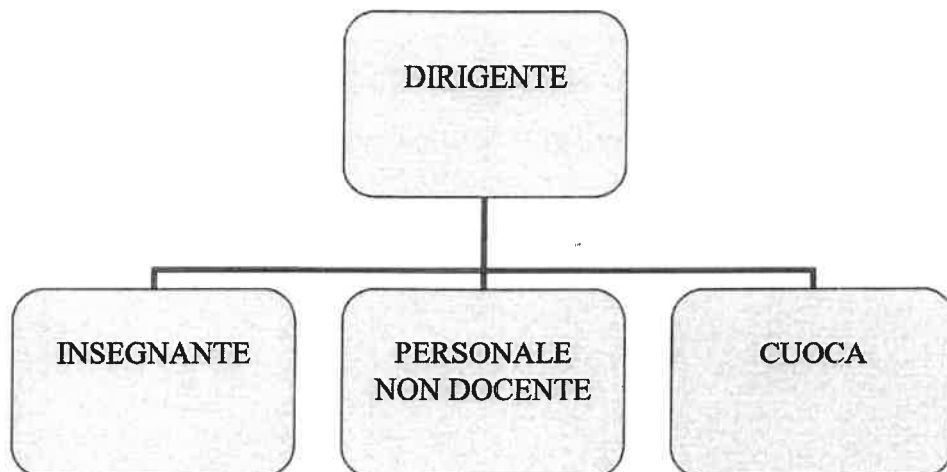 DIRIGENTE
INSEGNANTE
PERSONALE
NON DOCENTE
CUOCA